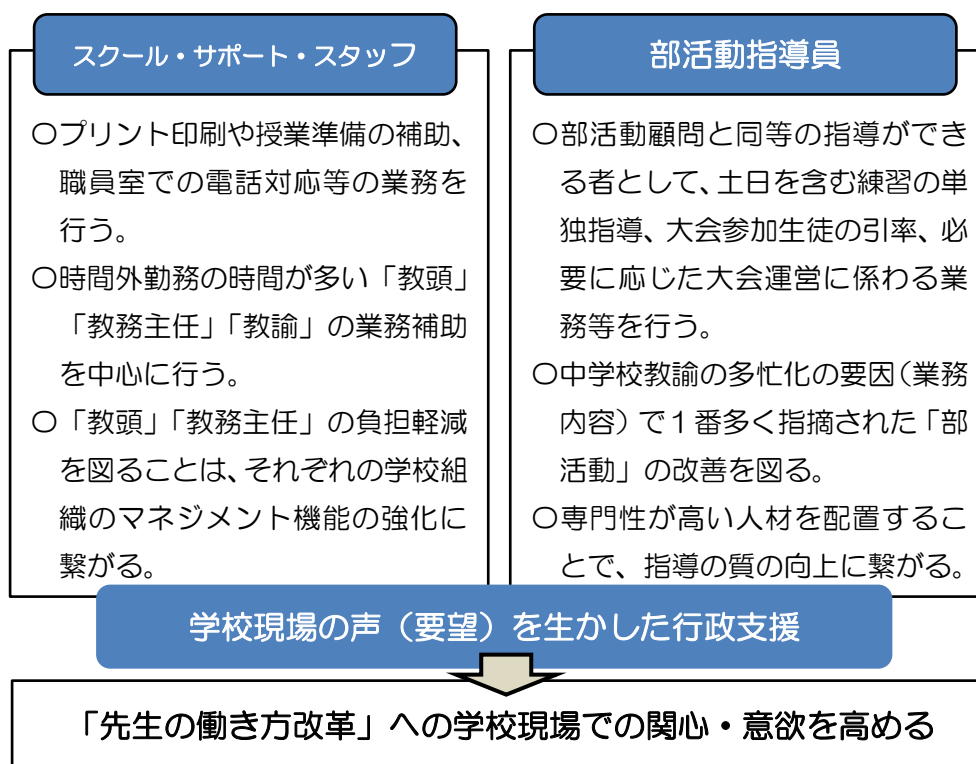 スクール・サポート・スタッフ
〇プリント印刷や授業準備の補助、
職員室での電話対応等の業務を
行う。
〇時間外勤務の時間が多い「教頭」
「教務主任」「教諭」の業務補助
を中心に行う。
〇「教頭」「教務主任」の負担軽減
を図ることは、それぞれの学校組
織のマネジメント機能の強化に
繋がる。
部活動指導員
〇部活動顧問と同等の指導ができ
る者として、土日を含む練習の単
独指導、大会参加生徒の引率、必
要に応じた大会運営に係わる業
務等を行う。
〇中学校教諭の多忙化の要因（業務
内容）で１番多く指摘された「部
活動」の改善を図る。
〇専門性が高い人材を配置するこ
とで、指導の質の向上に繋がる。
学校現場の声（要望）を生かした行政支援
「先生の働き方改革」への学校現場での関心・意欲を高める